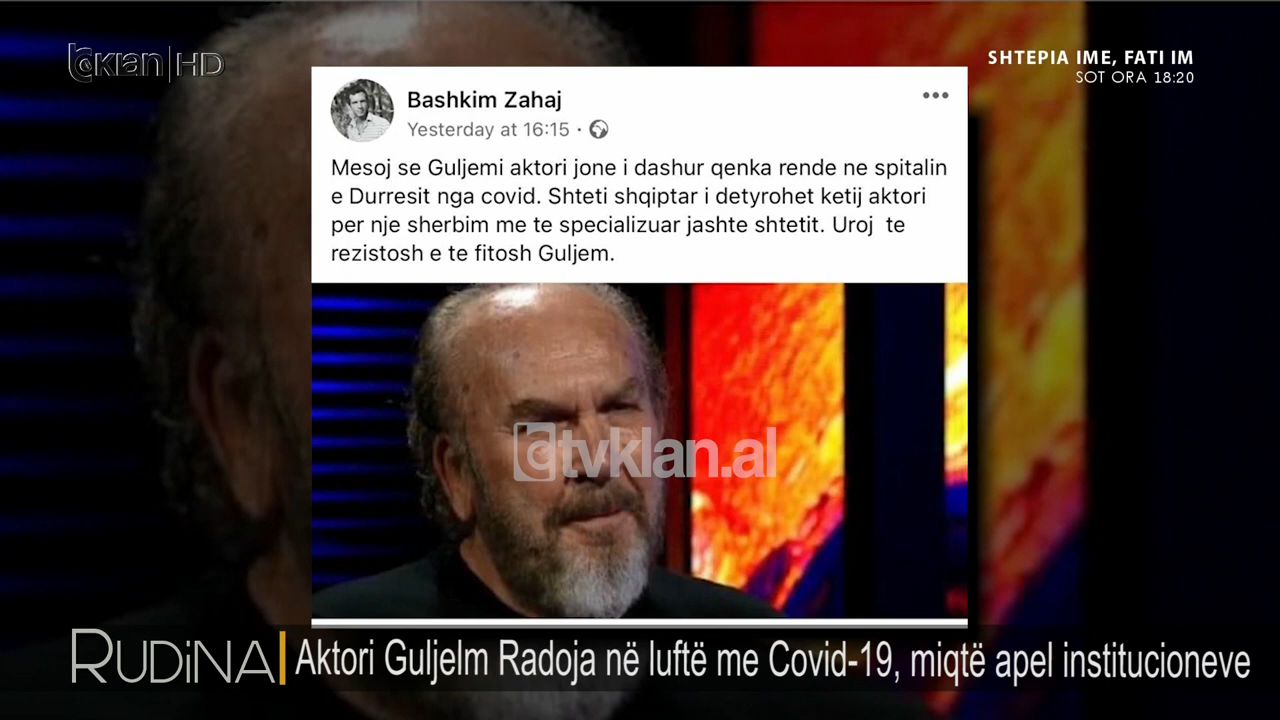 tvklan HD
SHTEPIA IME, FATI IM
SOT ORA 18:20
Bashkim Zahaj
Yesterday at 16:15 ·
Mesoj se Guljemi aktori jone i dashur qenka rende ne spitalin
e Durresit nga covid. Shteti shqiptar i detyrohet ketij aktori
per nje sherbim me te specializuar jashte shtetit. Uroj te
rezistosh e te fitosh Guljem.
tvklan.al
RUDiNA
Aktori Guljelm Radoja në luftë me Covid-19, miqtë apel institucioneve